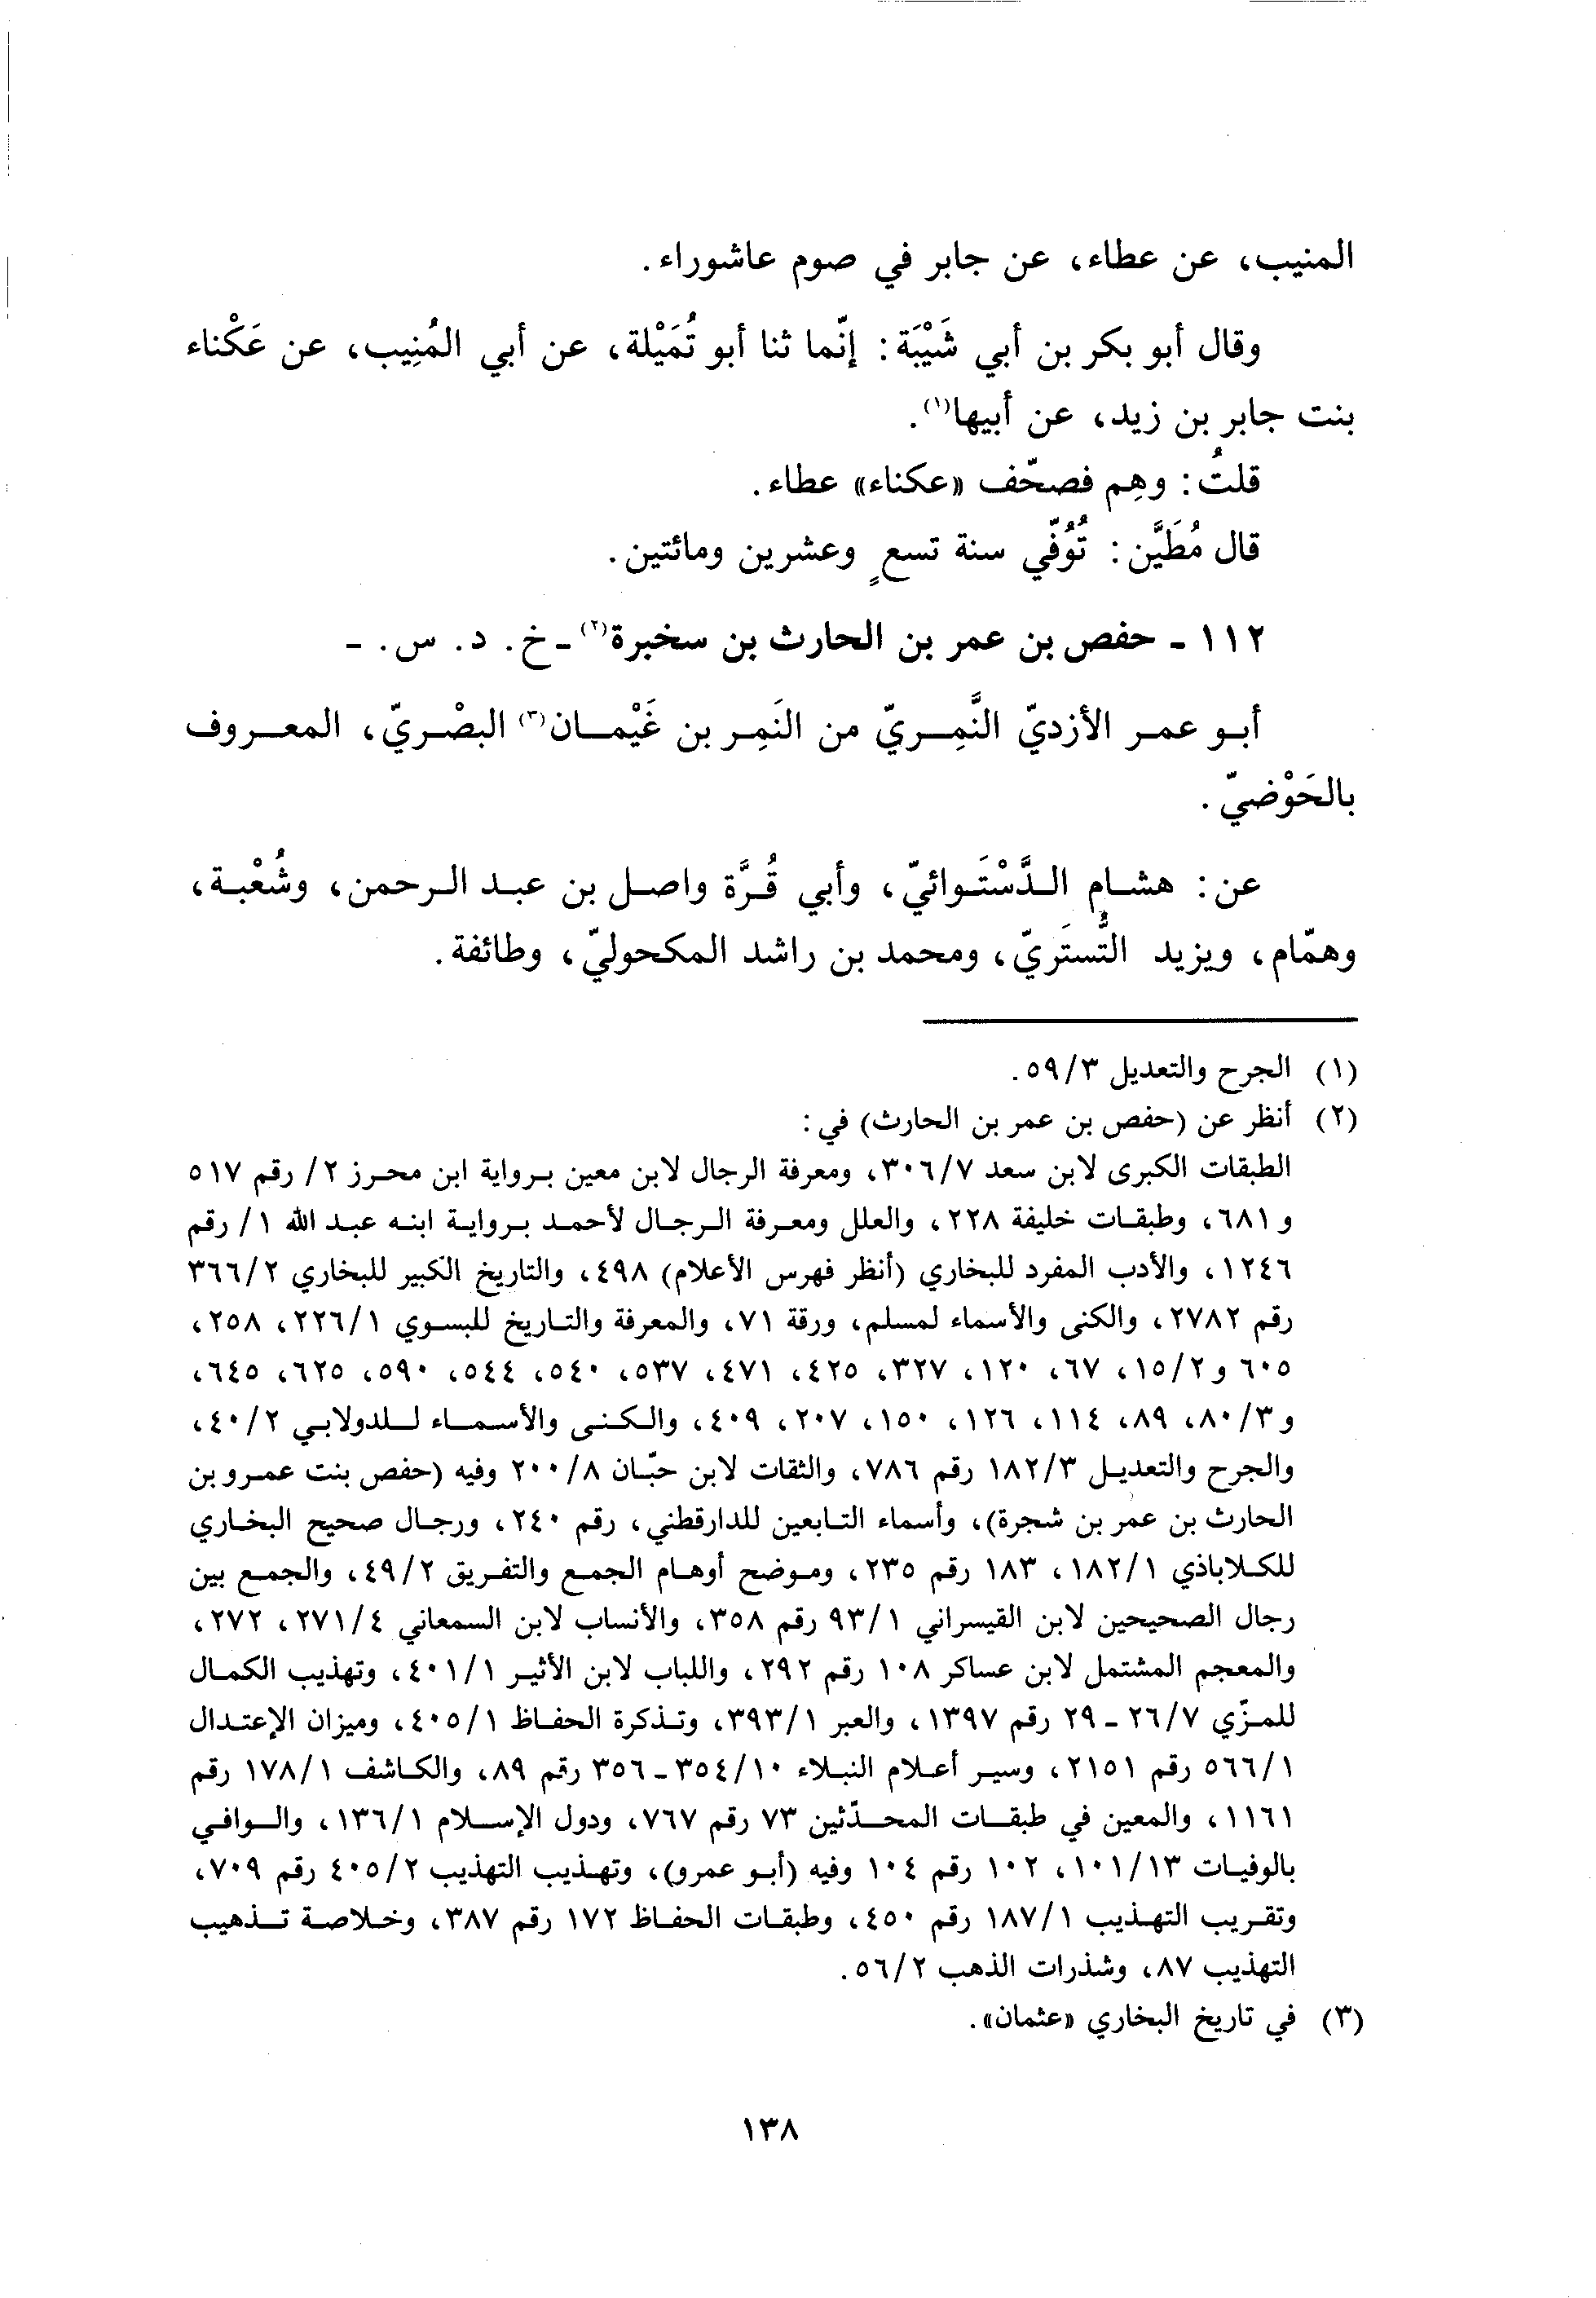 المنيب، عن عطاء، عن جابر في صوم عاشوراء.
وقال أبو بكر بن أبي شَيْبَة: إنّما ثنا أبو تُمَيْلة، عن أبي المُنِيب، عن عَكْناء
بنت جابر بن زيد، عن أبيها(١).
قلتُ: وهِم فصحّف «عكناء» عطاء.
قال مُطَيَّن: تُوُفّي سنة تسعٍ وعشرين ومائتين.
١١٢ - حفص بن عمر بن الحارث بن سخبرة(٢) - خ. د. س. -
أبو عمر الأزديّ النَّمِريّ من النَمِر بن غَيْمان(٣) البصْريّ، المعروف
بالحَوْضيّ.
عن: هشام الدَّسْتَوائيّ، وأبي قُرَّة واصل بن عبد الرحمن، وشُعْبة،
وهمّام، ويزيد التُّستَريّ، ومحمد بن راشد المكحوليّ، وطائفة.
(١) الجرح والتعديل ٥٩/٣.
(٢) أنظر عن (حفص بن عمر بن الحارث) في:
الطبقات الكبرى لابن سعد ٣٠٦/٧، ومعرفة الرجال لابن معين برواية ابن محرز ٢/ رقم ٥١٧
و ٦٨١، وطبقات خليفة ٢٢٨، والعلل ومعرفة الرجال لأحمد برواية ابنه عبد الله ١/ رقم
١٢٤٦، والأدب المفرد للبخاري (أنظر فهرس الأعلام) ٤٩٨، والتاريخ الكبير للبخاري ٣٦٦/٢
رقم ٢٧٨٢، والكنى والأسماء لمسلم، ورقة ٧١، والمعرفة والتاريخ للبسوي ٢٢٦/١، ٢٥٨،
٦٠٥ و١٥/٢، ٦٧، ١٢٠، ٣٢٧، ٤٢٥، ٤٧١، ٥٣٧، ٥٤٠، ٥٤٤، ٥٩٠، ٦٢٥، ٦٤٥،
و٨٠/٣، ٨٩، ١١٤، ١٢٦، ١٥٠، ٢٠٧، ٤٠٩، والكنى والأسماء للدولابي ٤٠/٢،
والجرح والتعديل ١٨٢/٣ رقم ٧٨٦، والثقات لابن حبّان ٢٠٠/٨ وفيه (حفص بنت عمرو بن
الحارث بن عمر بن شجرة)، وأسماء التابعين للدارقطني، رقم ٢٤٠، ورجال صحيح البخاري
للكلاباذي ١٨٢/١، ١٨٣ رقم ٢٣٥، وموضح أوهام الجمع والتفريق ٤٩/٢، والجمع بين
رجال الصحيحين لابن القيسراني ٩٣/١ رقم ٣٥٨، والأنساب لابن السمعاني ٢٧١/٤، ٢٧٢،
والمعجم المشتمل لابن عساكر ١٠٨ رقم ٢٩٢، واللباب لابن الأثير ٤٠١/١، وتهذيب الكمال
للمزّي ٢٦/٧ - ٢٩ رقم ١٣٩٧، والعبر ٣٩٣/١، وتذكرة الحفاظ ٤٠٥/١، وميزان الإعتدال
٥٦٦/١ رقم ٢١٥١، وسير أعلام النبلاء ٣٥٤/١٠ - ٣٥٦ رقم ٨٩، والكاشف ١٧٨/١ رقم
١١٦١، والمعين في طبقات المحدّثين ٧٣ رقم ٧٦٧، ودول الإسلام ١٣٦/١، والوافي
بالوفيات ١٠١/١٣، ١٠٢ رقم ١٠٤ وفيه (أبو عمرو)، وتهذيب التهذيب ٤٠٥/٢ رقم ٧٠٩،
وتقريب التهذيب ١٨٧/١ رقم ٤٥٠، وطبقات الحفاظ ١٧٢ رقم ٣٨٧، وخلاصة تذهيب
التهذيب ٨٧، وشذرات الذهب ٥٦/٢.
(٣) في تاريخ البخاري «عثمان».
١٣٨